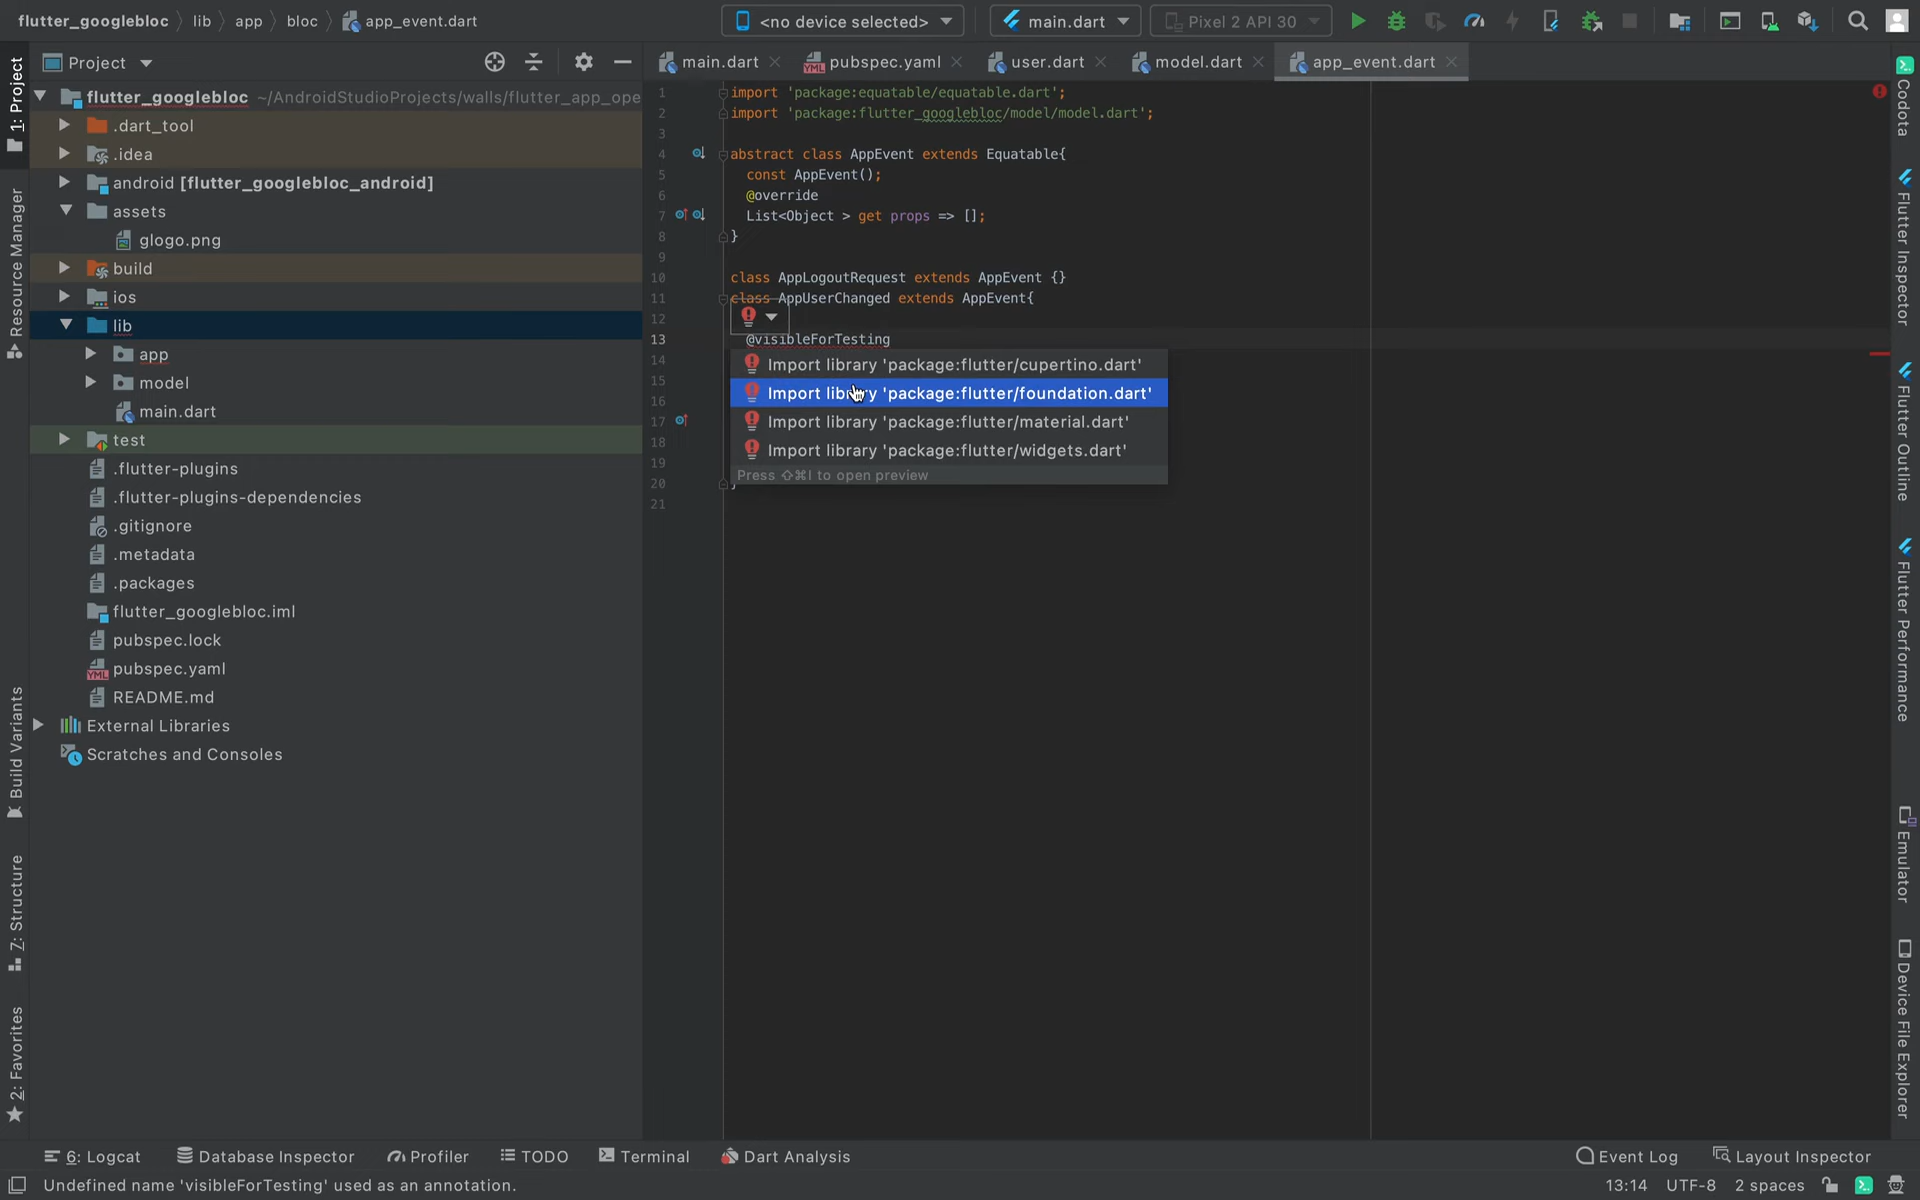 flutter_googlebloc lib app bloc app_event.dart
<no device selected> main.dart Pixel 2 API 30
1: Project
Resource Manager
Build Variants
7: Structure
2: Favorites
Project
flutter_googlebloc ~/AndroidStudioProjects/walls/flutter_app_ope
.dart_tool
.idea
android [flutter_googlebloc_android]
assets
glogo.png
build
ios
lib
app
model
main.dart
test
.flutter-plugins
.flutter-plugins-dependencies
.gitignore
.metadata
.packages
flutter_googlebloc.iml
pubspec.lock
YML pubspec.yaml
README.md
External Libraries
Scratches and Consoles
main.dart YML pubspec.yaml user.dart model.dart app_event.dart
1 import 'package:equatable/equatable.dart';
2 import 'package:flutter_googlebloc/model/model.dart';
3
4 abstract class AppEvent extends Equatable{
5 const AppEvent();
6 @override
7 List<Object > get props => [];
8 }
9
10 class AppLogoutRequest extends AppEvent {}
11 class AppUserChanged extends AppEvent{
12
13 @visibleForTesting
14
15
16
17
18
19
20 }
21
Import library 'package:flutter/cupertino.dart'
Import library 'package:flutter/foundation.dart'
Import library 'package:flutter/material.dart'
Import library 'package:flutter/widgets.dart'
Press ⇧⌘I to open preview
Codota
Flutter Inspector
Flutter Outline
Flutter Performance
Emulator
Device File Explorer
6: Logcat Database Inspector Profiler TODO Terminal Dart Analysis Event Log Layout Inspector
Undefined name 'visibleForTesting' used as an annotation. 13:14 UTF-8 2 spaces